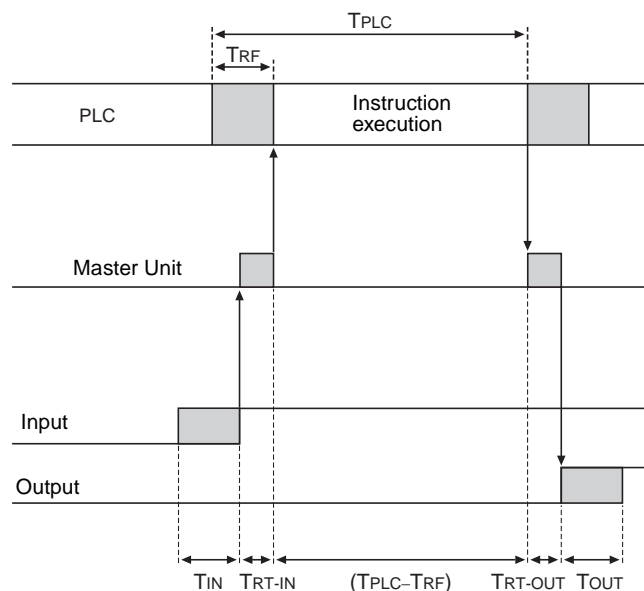 TPLC
TRF
PLC
Instruction
execution
Master Unit
Input
Output
TIN
TRT-IN
(TPLC–TRF)
TRT-OUT
TOUT